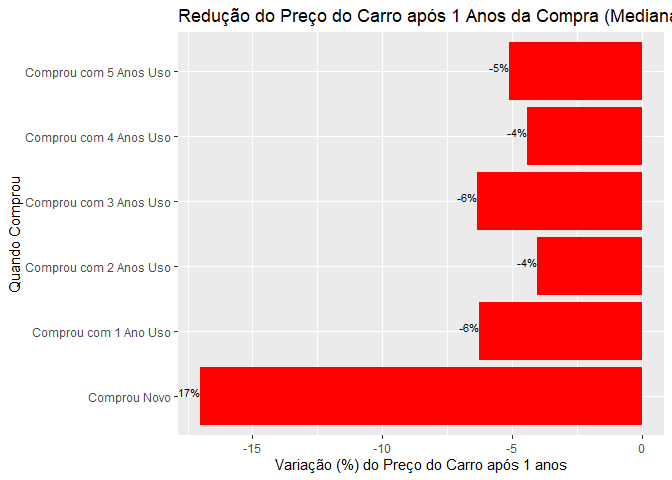 Redução do Preço do Carro após 1 Anos da Compra (Mediana
Comprou com 5 Anos Uso
-5%
Comprou com 4 Anos Uso
-4%
Comprou com 3 Anos Uso
-6%
Comprou com 2 Anos Uso
-4%
Comprou com 1 Ano Uso
-6%
Comprou Novo
-17%
Quando Comprou
-15 -10 -5 0
Variação (%) do Preço do Carro após 1 anos